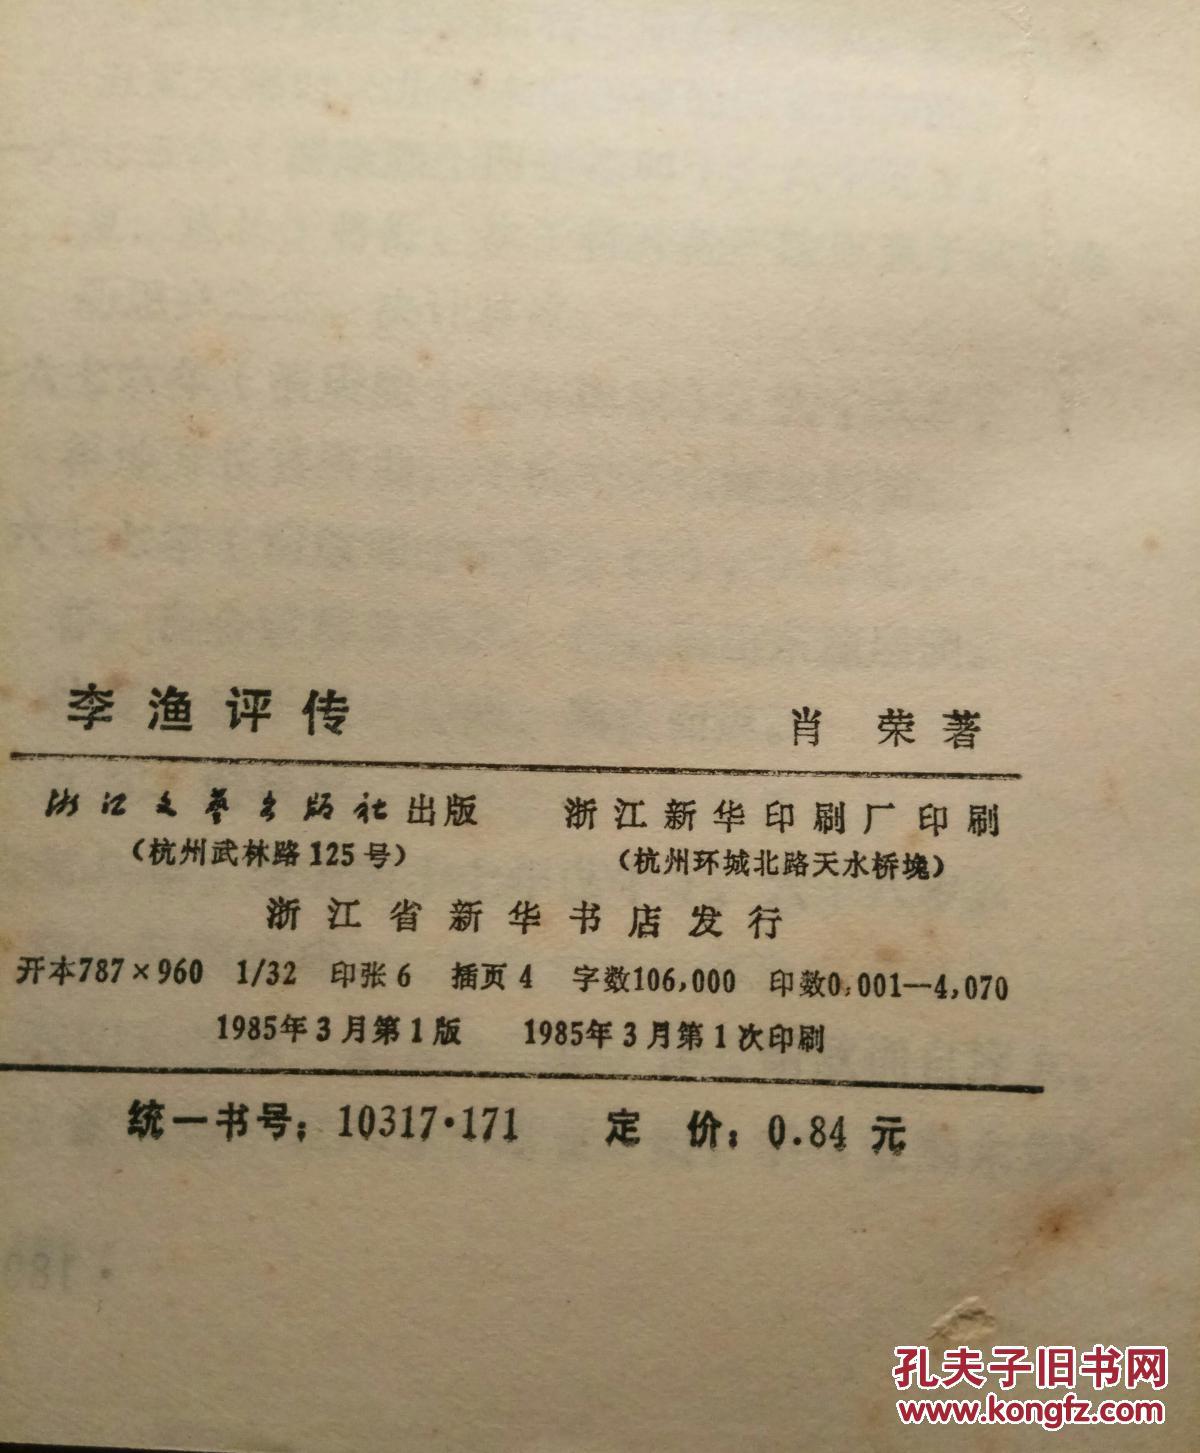 李渔评传 肖荣著
浙江文艺出版社出版 浙江新华印刷厂印刷
(杭州武林路125号) (杭州环城北路天水桥堍)
浙江省新华书店发行
开本787×960 1/32 印张6 插页4 字数106,000 印数0,001—4,070
1985年3月第1版 1985年3月第1次印刷
统一书号：10317·171 定价：0.84元
孔夫子旧书网
www.kongfz.com